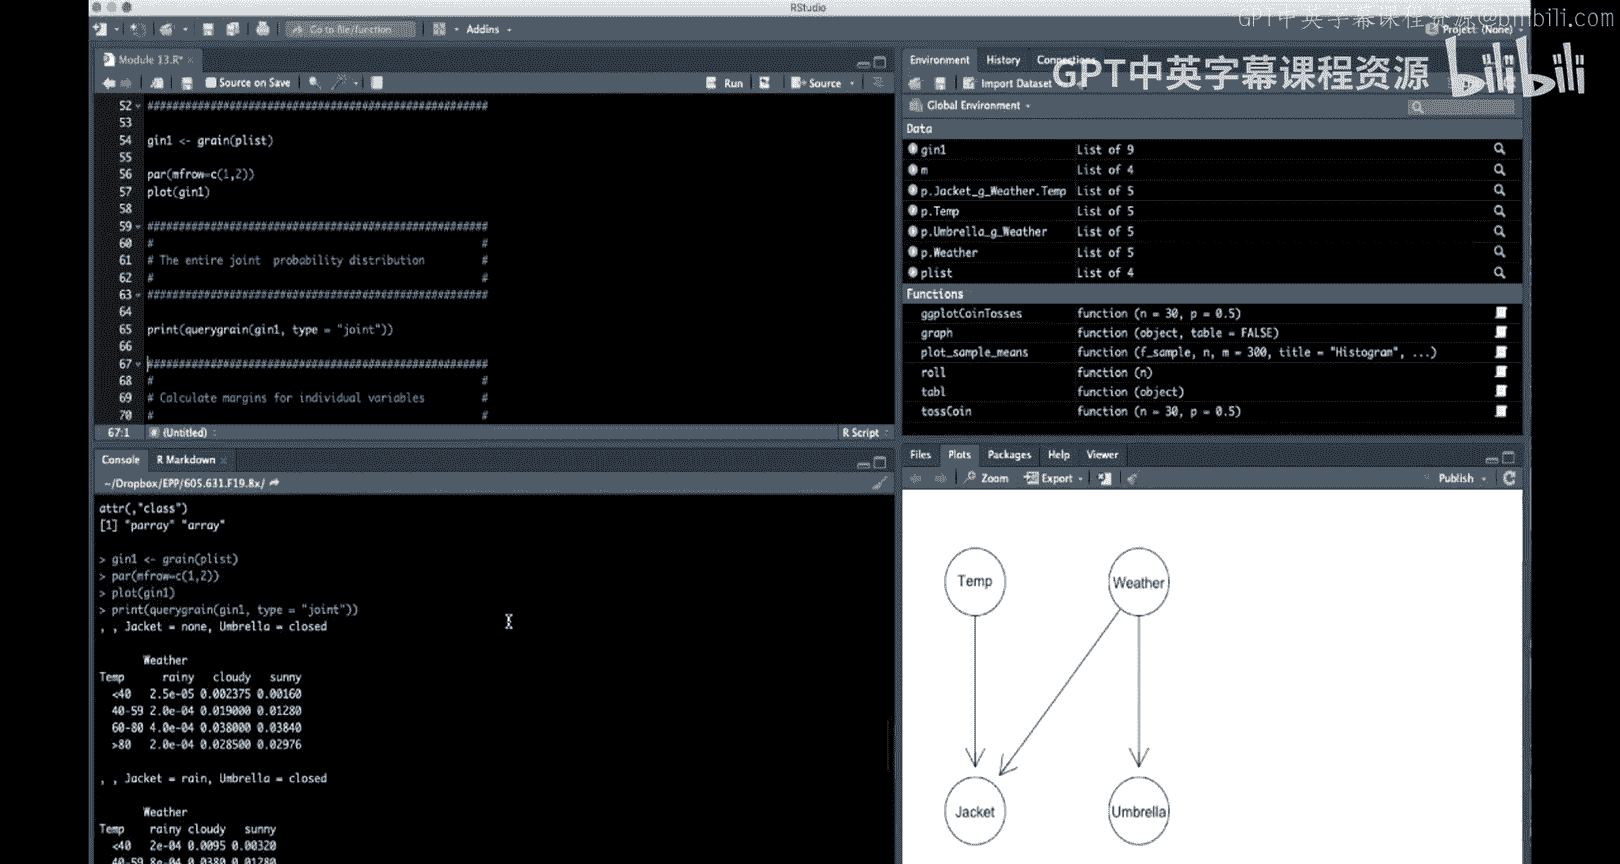 RStudio
GPT中英字幕课程资源@bilibili.com
Go to file/function
Addins
Project: (None)
GPT中英字幕课程资源
bilibili
Module 13.R*
Source on Save
Run
Source
52 ######################################################
53
54 gin1 <- grain(plist)
55
56 par(mfrow=c(1,2))
57 plot(gin1)
58
59 ######################################################
60 # #
61 # The entire joint probability distribution #
62 # #
63 ######################################################
64
65 print(querygrain(gin1, type = "joint"))
66
67 ######################################################
68 # #
69 # Calculate margins for individual variables #
70 # #
67:1 (Untitled) R Script
Console R Markdown
~/Dropbox/EPP/605.631.F19.8x/
attr(,"class")
[1] "parray" "array"
> gin1 <- grain(plist)
> par(mfrow=c(1,2))
> plot(gin1)
> print(querygrain(gin1, type = "joint"))
, , Jacket = none, Umbrella = closed
Weather
Temp rainy cloudy sunny
<40 2.5e-05 0.002375 0.00160
40-59 2.0e-04 0.019000 0.01280
60-80 4.0e-04 0.038000 0.03840
>80 2.0e-04 0.028500 0.02976
, , Jacket = rain, Umbrella = closed
Weather
Temp rainy cloudy sunny
<40 2e-04 0.0095 0.00320
40-59 8e-04 0.0380 0.01280
Environment History Connections
Import Dataset
Global Environment
Data
gin1 List of 9
m List of 4
p.Jacket_g_Weather.Temp List of 5
p.Temp List of 5
p.Umbrella_g_Weather List of 5
p.Weather List of 5
plist List of 4
Functions
ggplotCoinTosses function (n = 30, p = 0.5)
graph function (object, table = FALSE)
plot_sample_means function (f_sample, n, m = 300, title = "Histogram", ...)
roll function (n)
tabl function (object)
tossCoin function (n = 30, p = 0.5)
Files Plots Packages Help Viewer
Zoom Export Publish
Temp
Weather
Jacket
Umbrella